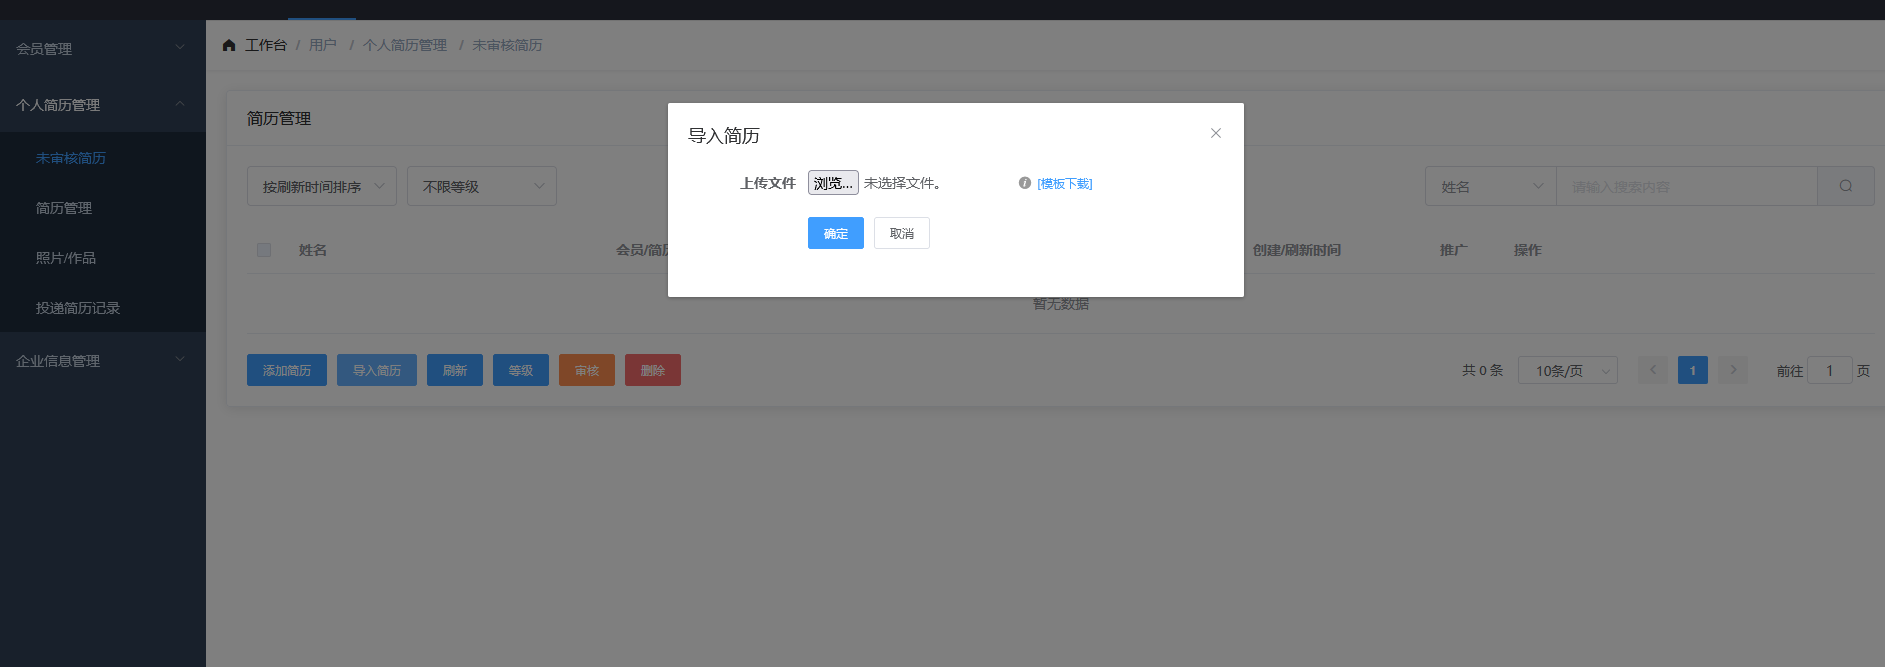 会员管理
个人简历管理
未审核简历
简历管理
照片/作品
投递简历记录
企业信息管理
工作台 / 用户 / 个人简历管理 / 未审核简历
简历管理
按刷新时间排序 不限等级
姓名 请输入搜索内容
姓名 会员/简历 创建/刷新时间 推广 操作
暂无数据
添加简历 导入简历 刷新 等级 审核 删除
共 0 条 10条/页 1 前往 1 页
导入简历
上传文件 浏览... 未选择文件。 [模板下载]
确定 取消